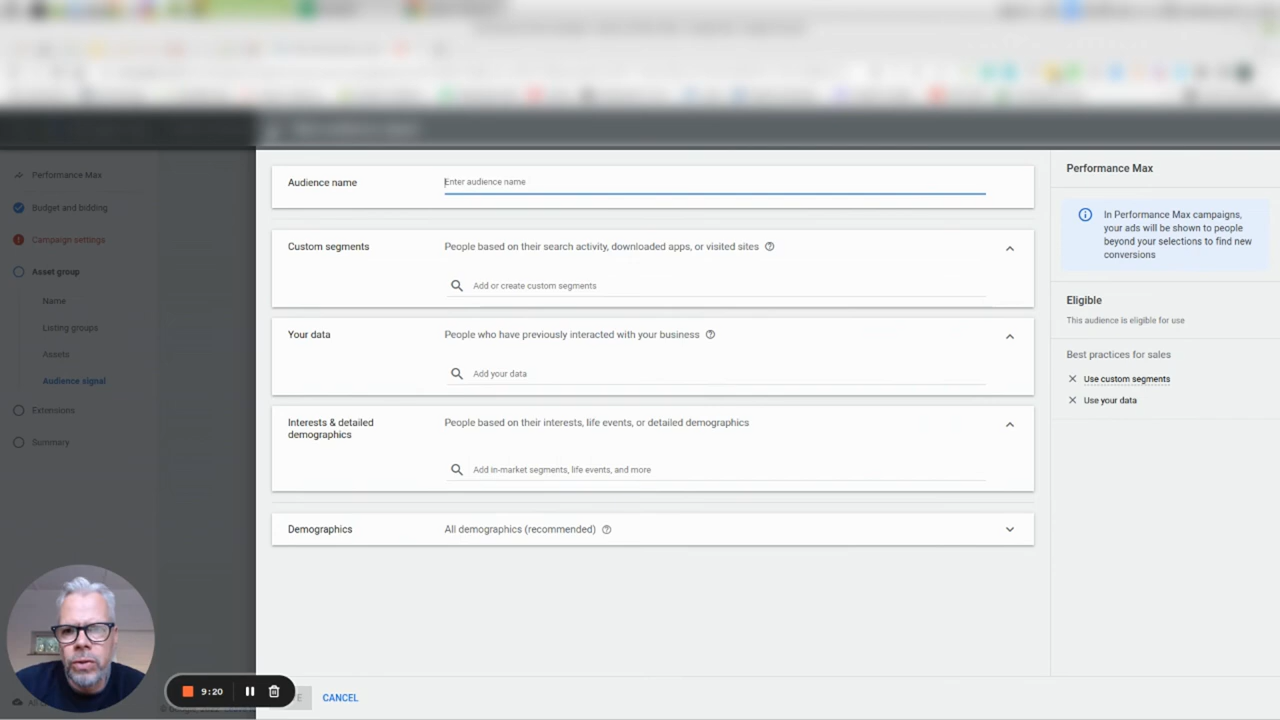 Performance Max
Budget and bidding
Campaign settings
Asset group
Name
Listing groups
Assets
Audience signal
Extensions
Summary
Audience name
Enter audience name
Custom segments
People based on their search activity, downloaded apps, or visited sites
Add or create custom segments
Your data
People who have previously interacted with your business
Add your data
Interests & detailed
demographics
People based on their interests, life events, or detailed demographics
Add in-market segments, life events, and more
Demographics
All demographics (recommended)
Performance Max
In Performance Max campaigns,
your ads will be shown to people
beyond your selections to find new
conversions
Eligible
This audience is eligible for use
Best practices for sales
Use custom segments
Use your data
9:20
CANCEL